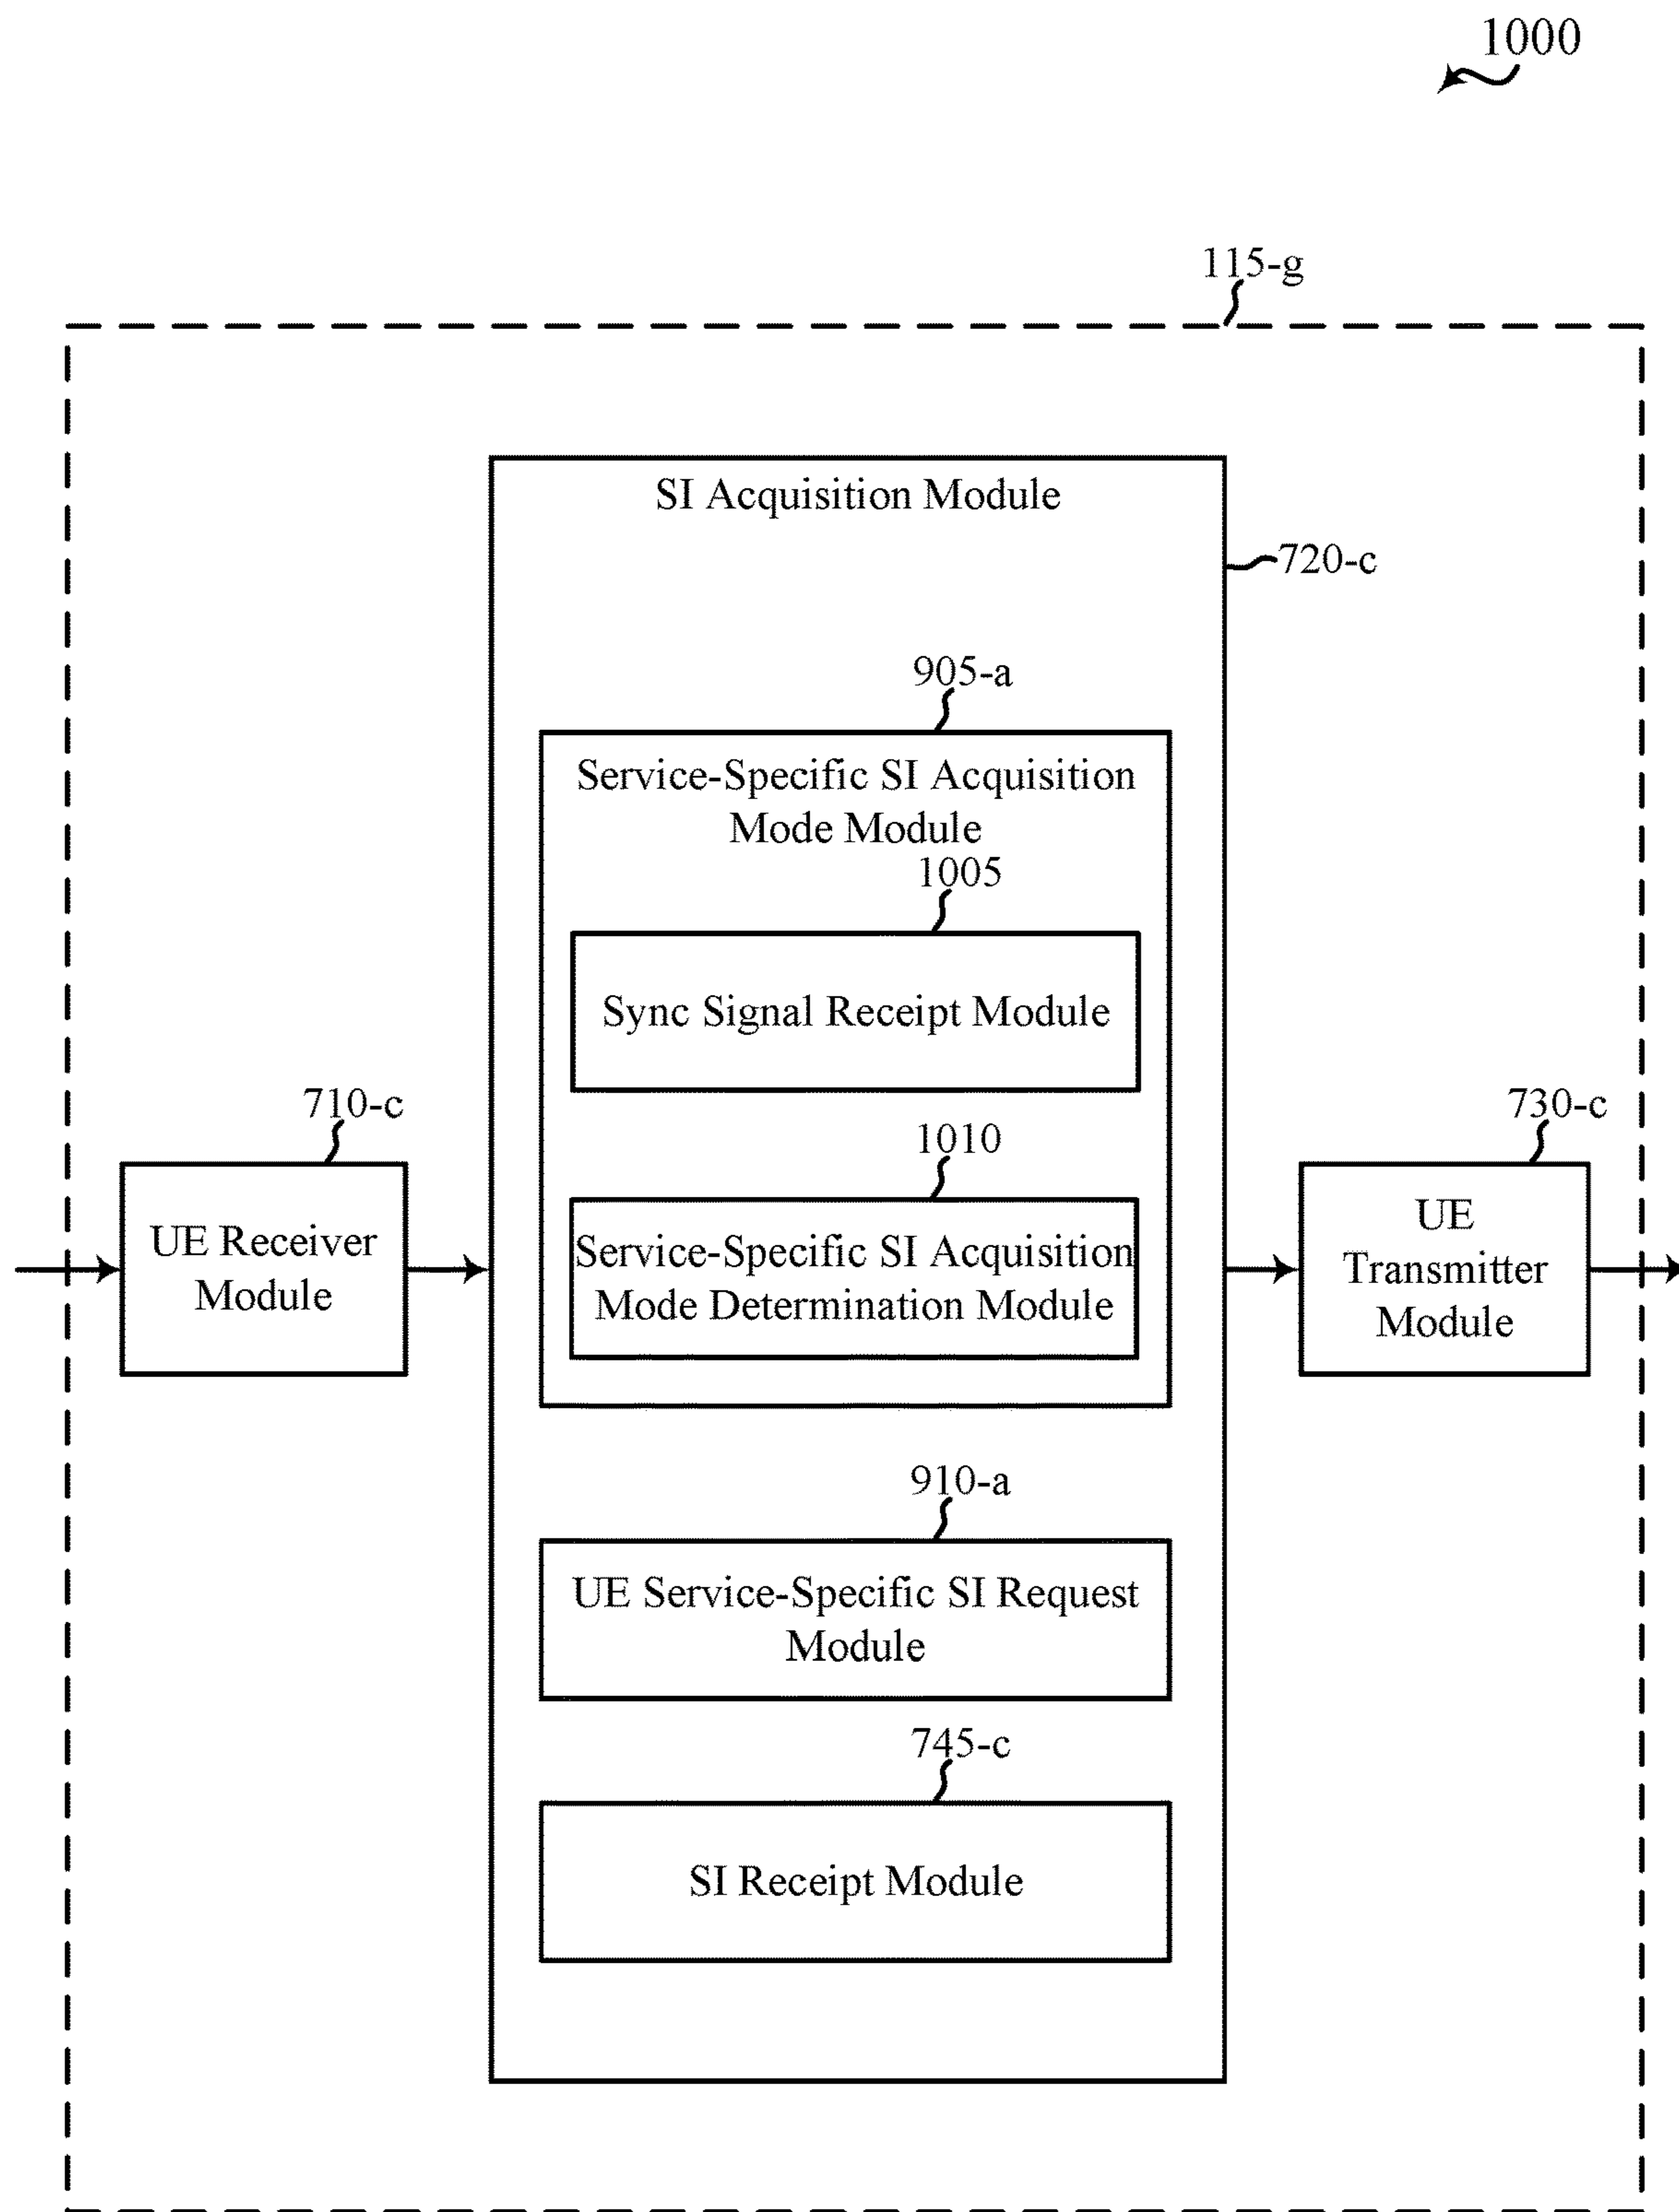 1000
115-g
SI Acquisition Module
720-c
905-a
Service-Specific SI Acquisition
Mode Module
1005
Sync Signal Receipt Module
710-c
UE Receiver
Module
1010
Service-Specific SI Acquisition
Mode Determination Module
730-c
UE
Transmitter
Module
910-a
UE Service-Specific SI Request
Module
745-c
SI Receipt Module